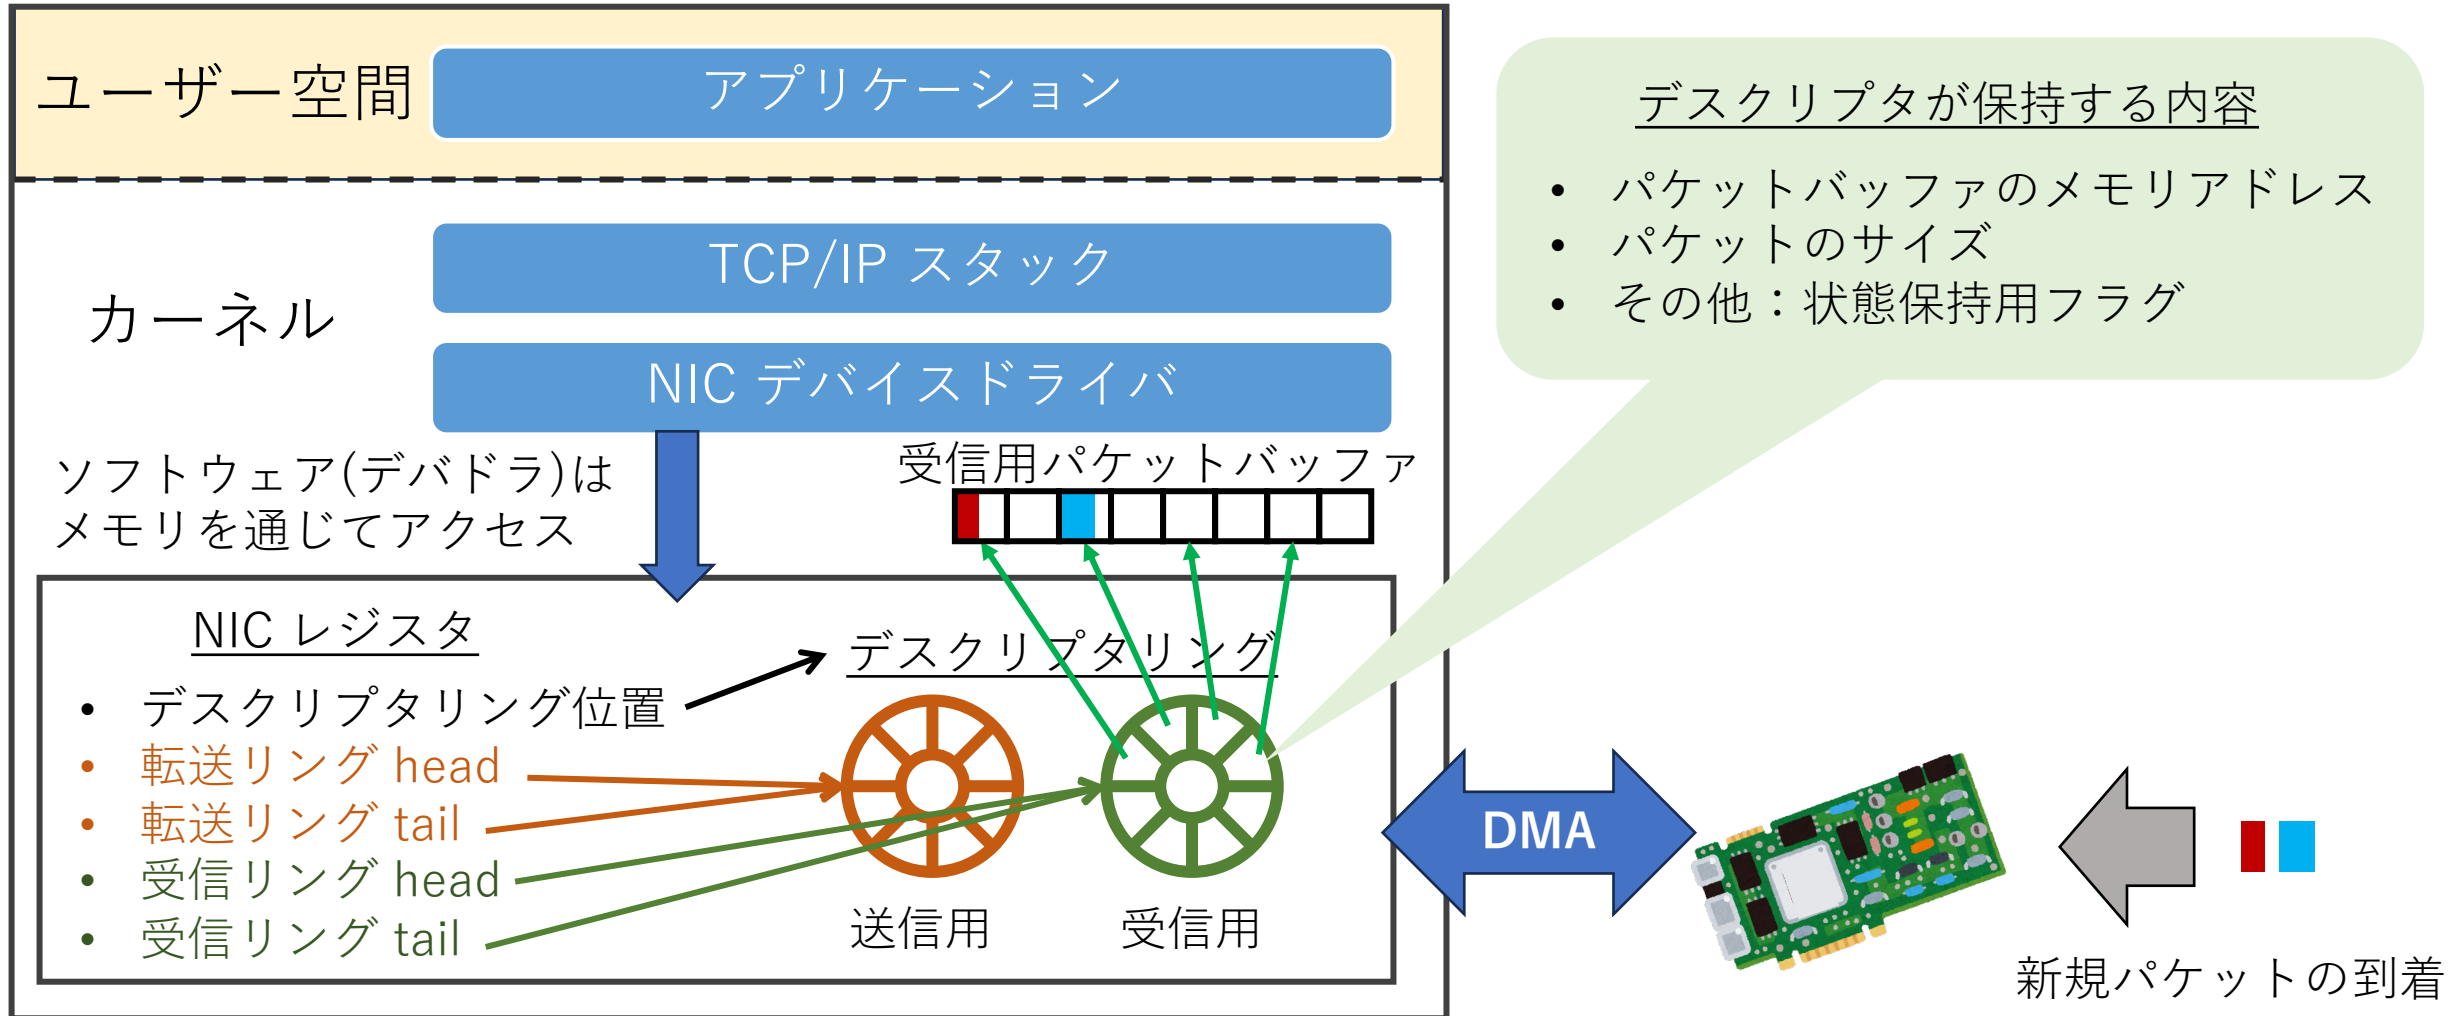 ユーザー空間
アプリケーション
カーネル
TCP/IP スタック
NIC デバイスドライバ
ソフトウェア(デバドラ)は
メモリを通じてアクセス
受信用パケットバッファ
NIC レジスタ
• デスクリプタリング位置
• 転送リング head
• 転送リング tail
• 受信リング head
• 受信リング tail
デスクリプタリング
送信用
受信用
デスクリプタが保持する内容
• パケットバッファのメモリアドレス
• パケットのサイズ
• その他：状態保持用フラグ
DMA
新規パケットの到着